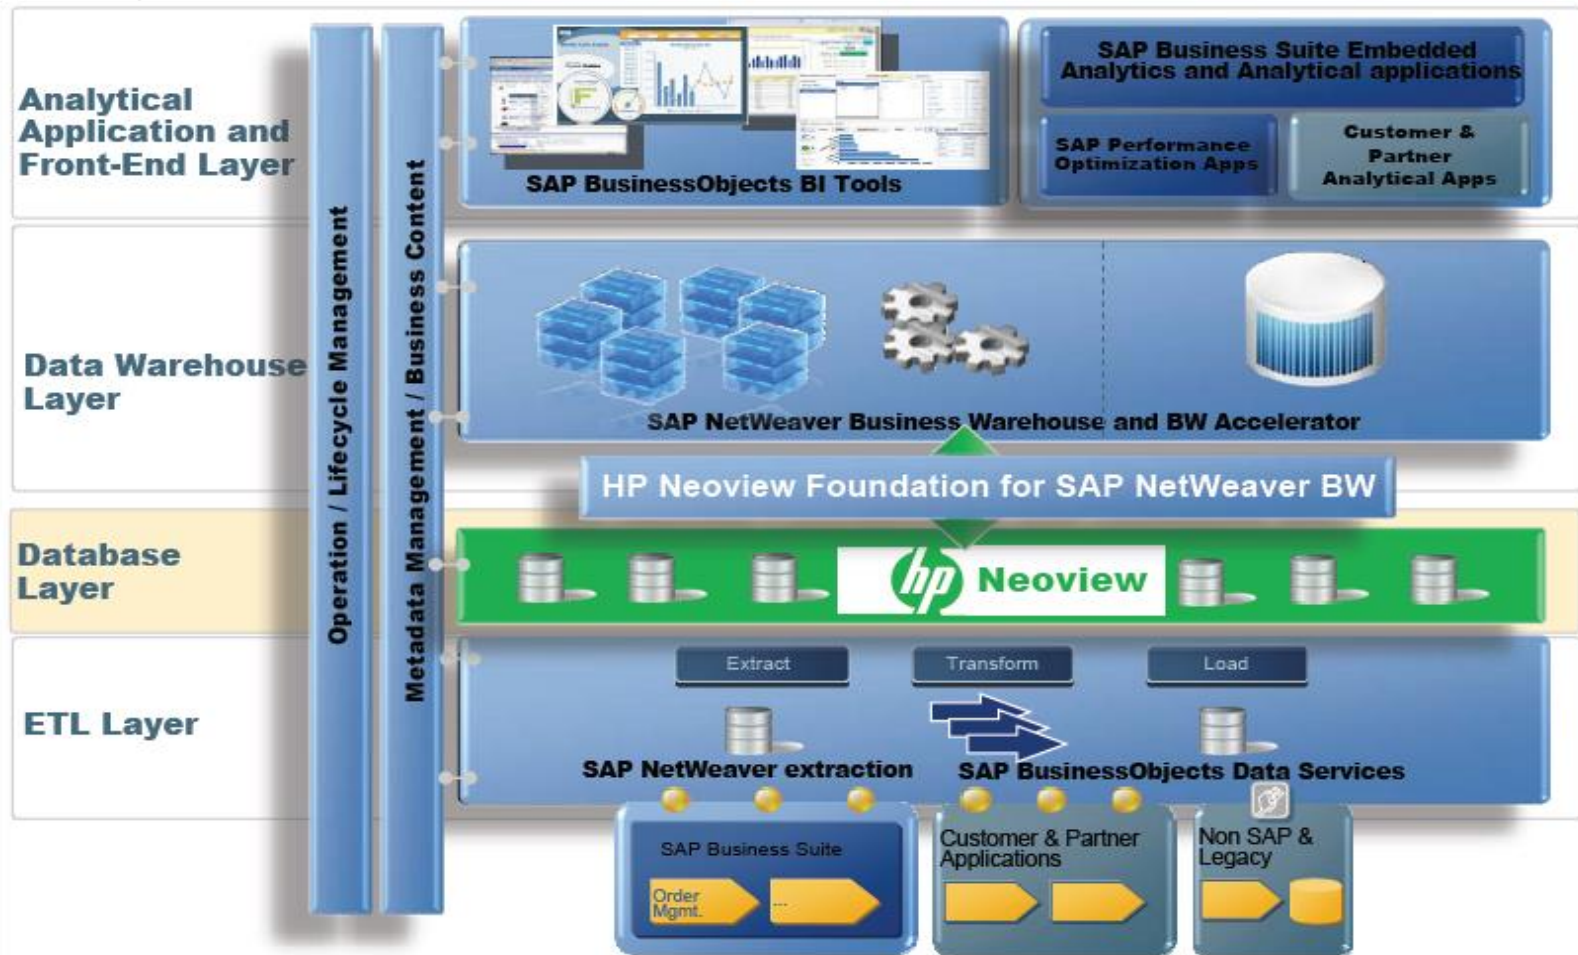 Analytical
Application and
Front-End Layer
Data Warehouse
Layer
Database
Layer
ETL Layer
Operation / Lifecycle Management
Metadata Management / Business Content
SAP BusinessObjects BI Tools
SAP Business Suite Embedded
Analytics and Analytical applications
SAP Performance
Optimization Apps
Customer &
Partner
Analytical Apps
SAP NetWeaver Business Warehouse and BW Accelerator
HP Neoview Foundation for SAP NetWeaver BW
hp Neoview
Extract
Transform
Load
SAP NetWeaver extraction
SAP BusinessObjects Data Services
SAP Business Suite
Order
Mgmt.
...
Customer & Partner
Applications
Non SAP &
Legacy